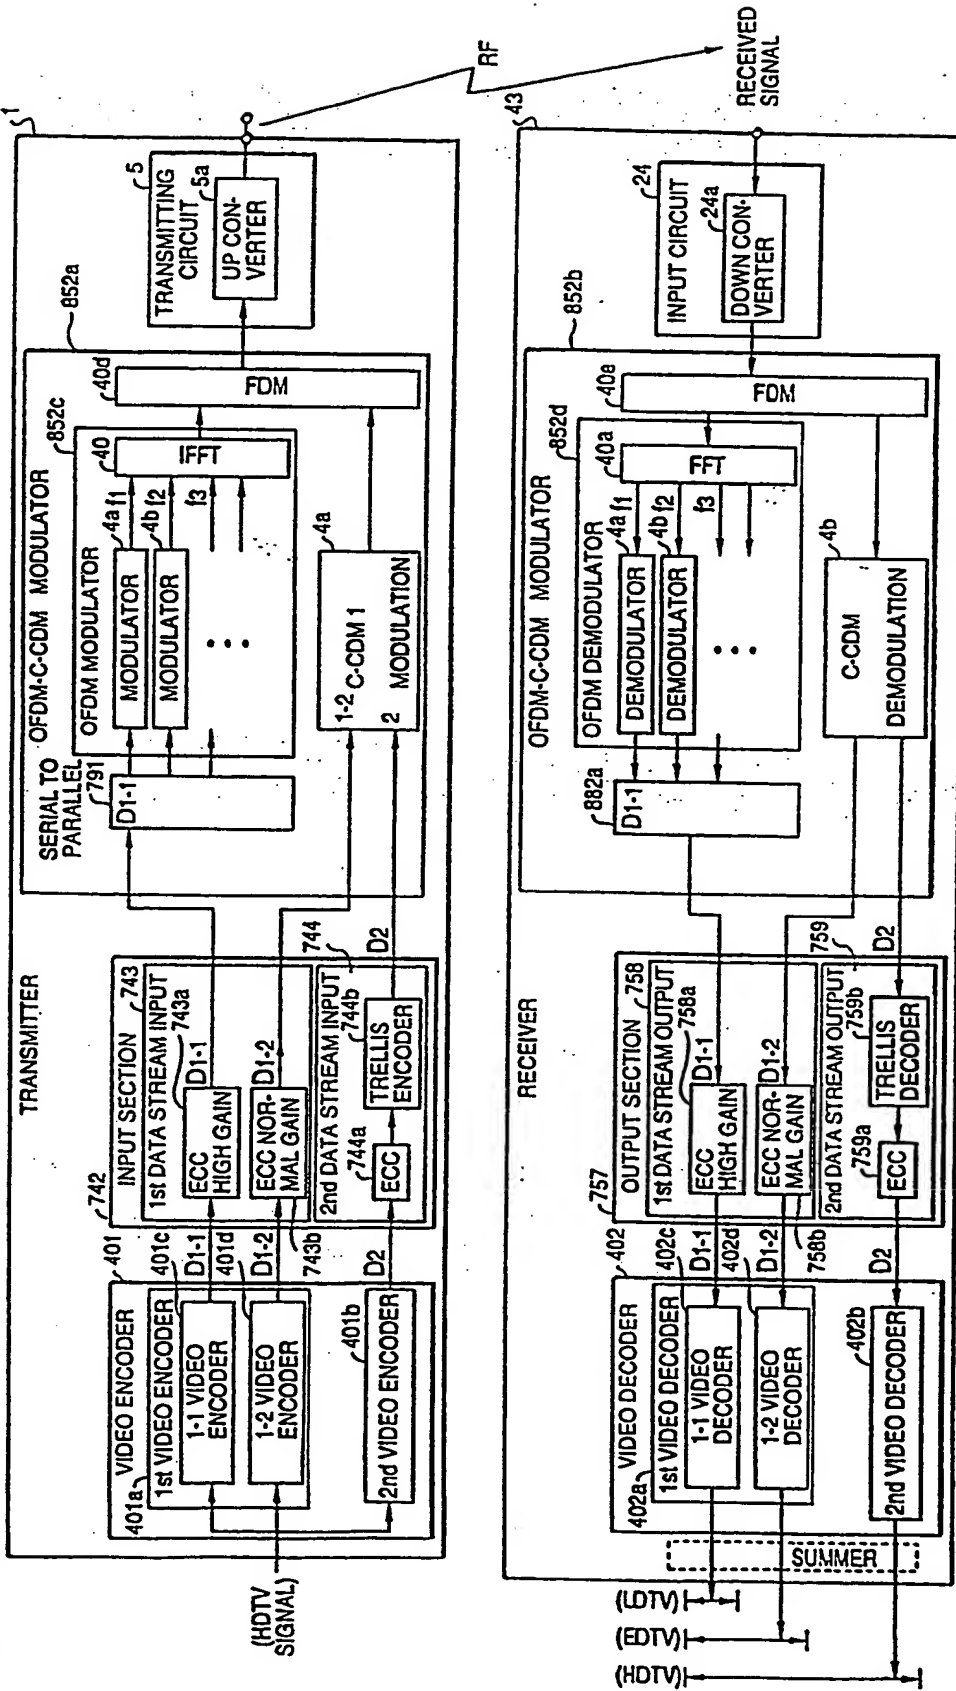 TRANSMITTER
1
(HDTV
SIGNAL)
VIDEO ENCODER
401
401a
1st VIDEO ENCODER
401c
1-1 VIDEO
ENCODER
D1-1
401d
1-2 VIDEO
ENCODER
D1-2
401b
2nd VIDEO ENCODER
D2
742
INPUT SECTION
743
1st DATA STREAM INPUT
743a
ECC
HIGH GAIN
D1-1
ECC NOR-
MAL GAIN
D1-2
743b
744
2nd DATA STREAM INPUT
744a
744b
ECC
TRELLIS
ENCODER
D2
OFDM-C-CDM MODULATOR
852a
SERIAL TO
PARALLEL
791
D1-1
OFDM MODULATOR
852c
MODULATOR
4a
f1
MODULATOR
4b
f2
f3
40
IFFT
40d
FDM
4a
1-2
C-CDM 1
2
MODULATION
TRANSMITTING
CIRCUIT
5
5a
UP CON-
VERTER
RF
RECEIVED
SIGNAL
RECEIVER
43
INPUT CIRCUIT
24
24a
DOWN CON-
VERTER
OFDM-C-CDM MODULATOR
852b
40e
FDM
OFDM DEMODULATOR
852d
40a
FFT
DEMODULATOR
4a
f1
DEMODULATOR
4b
f2
f3
882a
D1-1
4b
C-CDM
DEMODULATION
757
OUTPUT SECTION
758
1st DATA STREAM OUTPUT
758a
ECC
HIGH GAIN
D1-1
ECC NOR-
MAL GAIN
D1-2
758b
759
2nd DATA STREAM OUTPUT
759a
759b
ECC
TRELLIS
DECODER
D2
VIDEO DECODER
402
402a
1st VIDEO DECODER
402c
1-1 VIDEO
DECODER
D1-1
402d
1-2 VIDEO
DECODER
D1-2
402b
2nd VIDEO DECODER
D2
SUMMER
(LDTV)
(EDTV)
(HDTV)